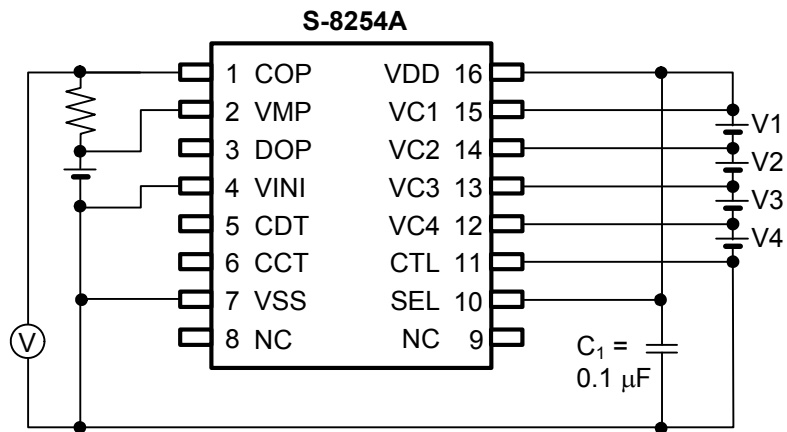 S-8254A
1 COP VDD 16
2 VMP VC1 15
3 DOP VC2 14
4 VINI VC3 13
5 CDT VC4 12
6 CCT CTL 11
7 VSS SEL 10
8 NC NC 9
V1
V2
V3
V4
V
C₁ =
0.1 µF